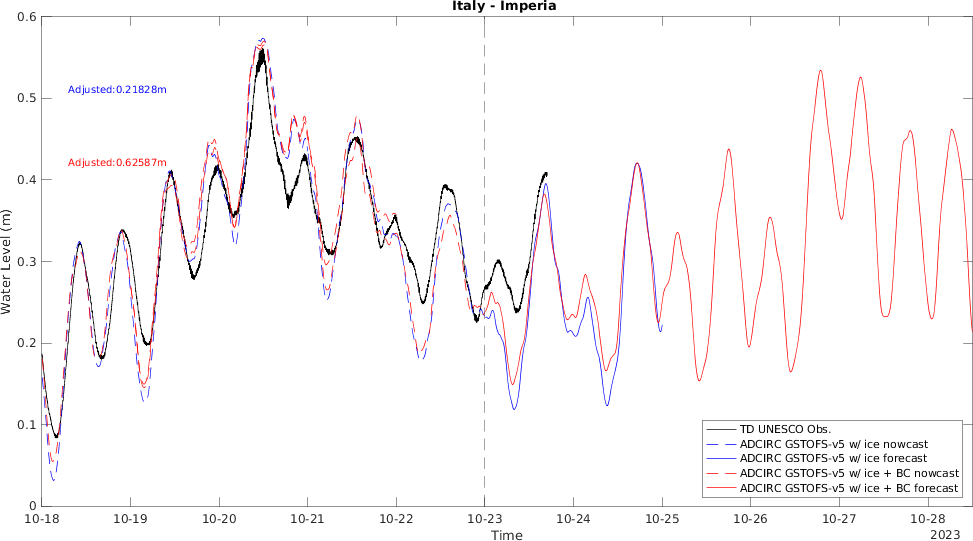 Italy - Imperia
0.6
0.5
0.4
0.3
0.2
0.1
0
Water Level (m)
Adjusted:0.21828m
Adjusted:0.62587m
TD UNESCO Obs.
ADCIRC GSTOFS-v5 w/ ice nowcast
ADCIRC GSTOFS-v5 w/ ice forecast
ADCIRC GSTOFS-v5 w/ ice + BC nowcast
ADCIRC GSTOFS-v5 w/ ice + BC forecast
10-18 10-19 10-20 10-21 10-22 10-23 10-24 10-25 10-26 10-27 10-28
Time
2023